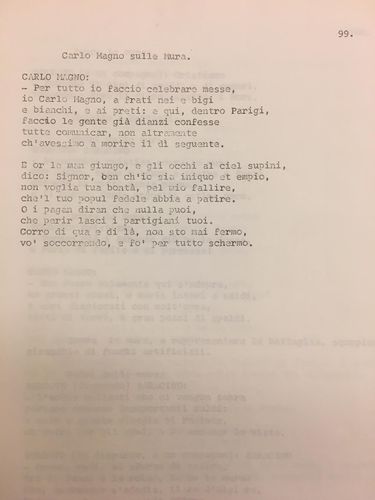 99.
Carlo Magno sulle Mura.
CARLO MAGNO:
- Per tutto io faccio celebrare messe,
io Carlo Magno, a frati nei e bigi
e bianchi, e ai preti: e qui, dentro Parigi,
faccio le gente già dianzi confesse
tutte comunicar, non altramente
ch'avessimo a morire il dì seguente.
E or le man giungo, e gli occhi al ciel supini,
dico: Signor, ben ch'io sia iniquo et empio,
non voglia tua bontà, pel mio fallire,
che'l tuo popul fedele abbia a patire.
O i pagan diran che nulla puoi,
che perir lasci i partigiani tuoi.
Corro di qua e di là, non sto mai fermo,
vo' soccorrendo, e fo' per tutto schermo.